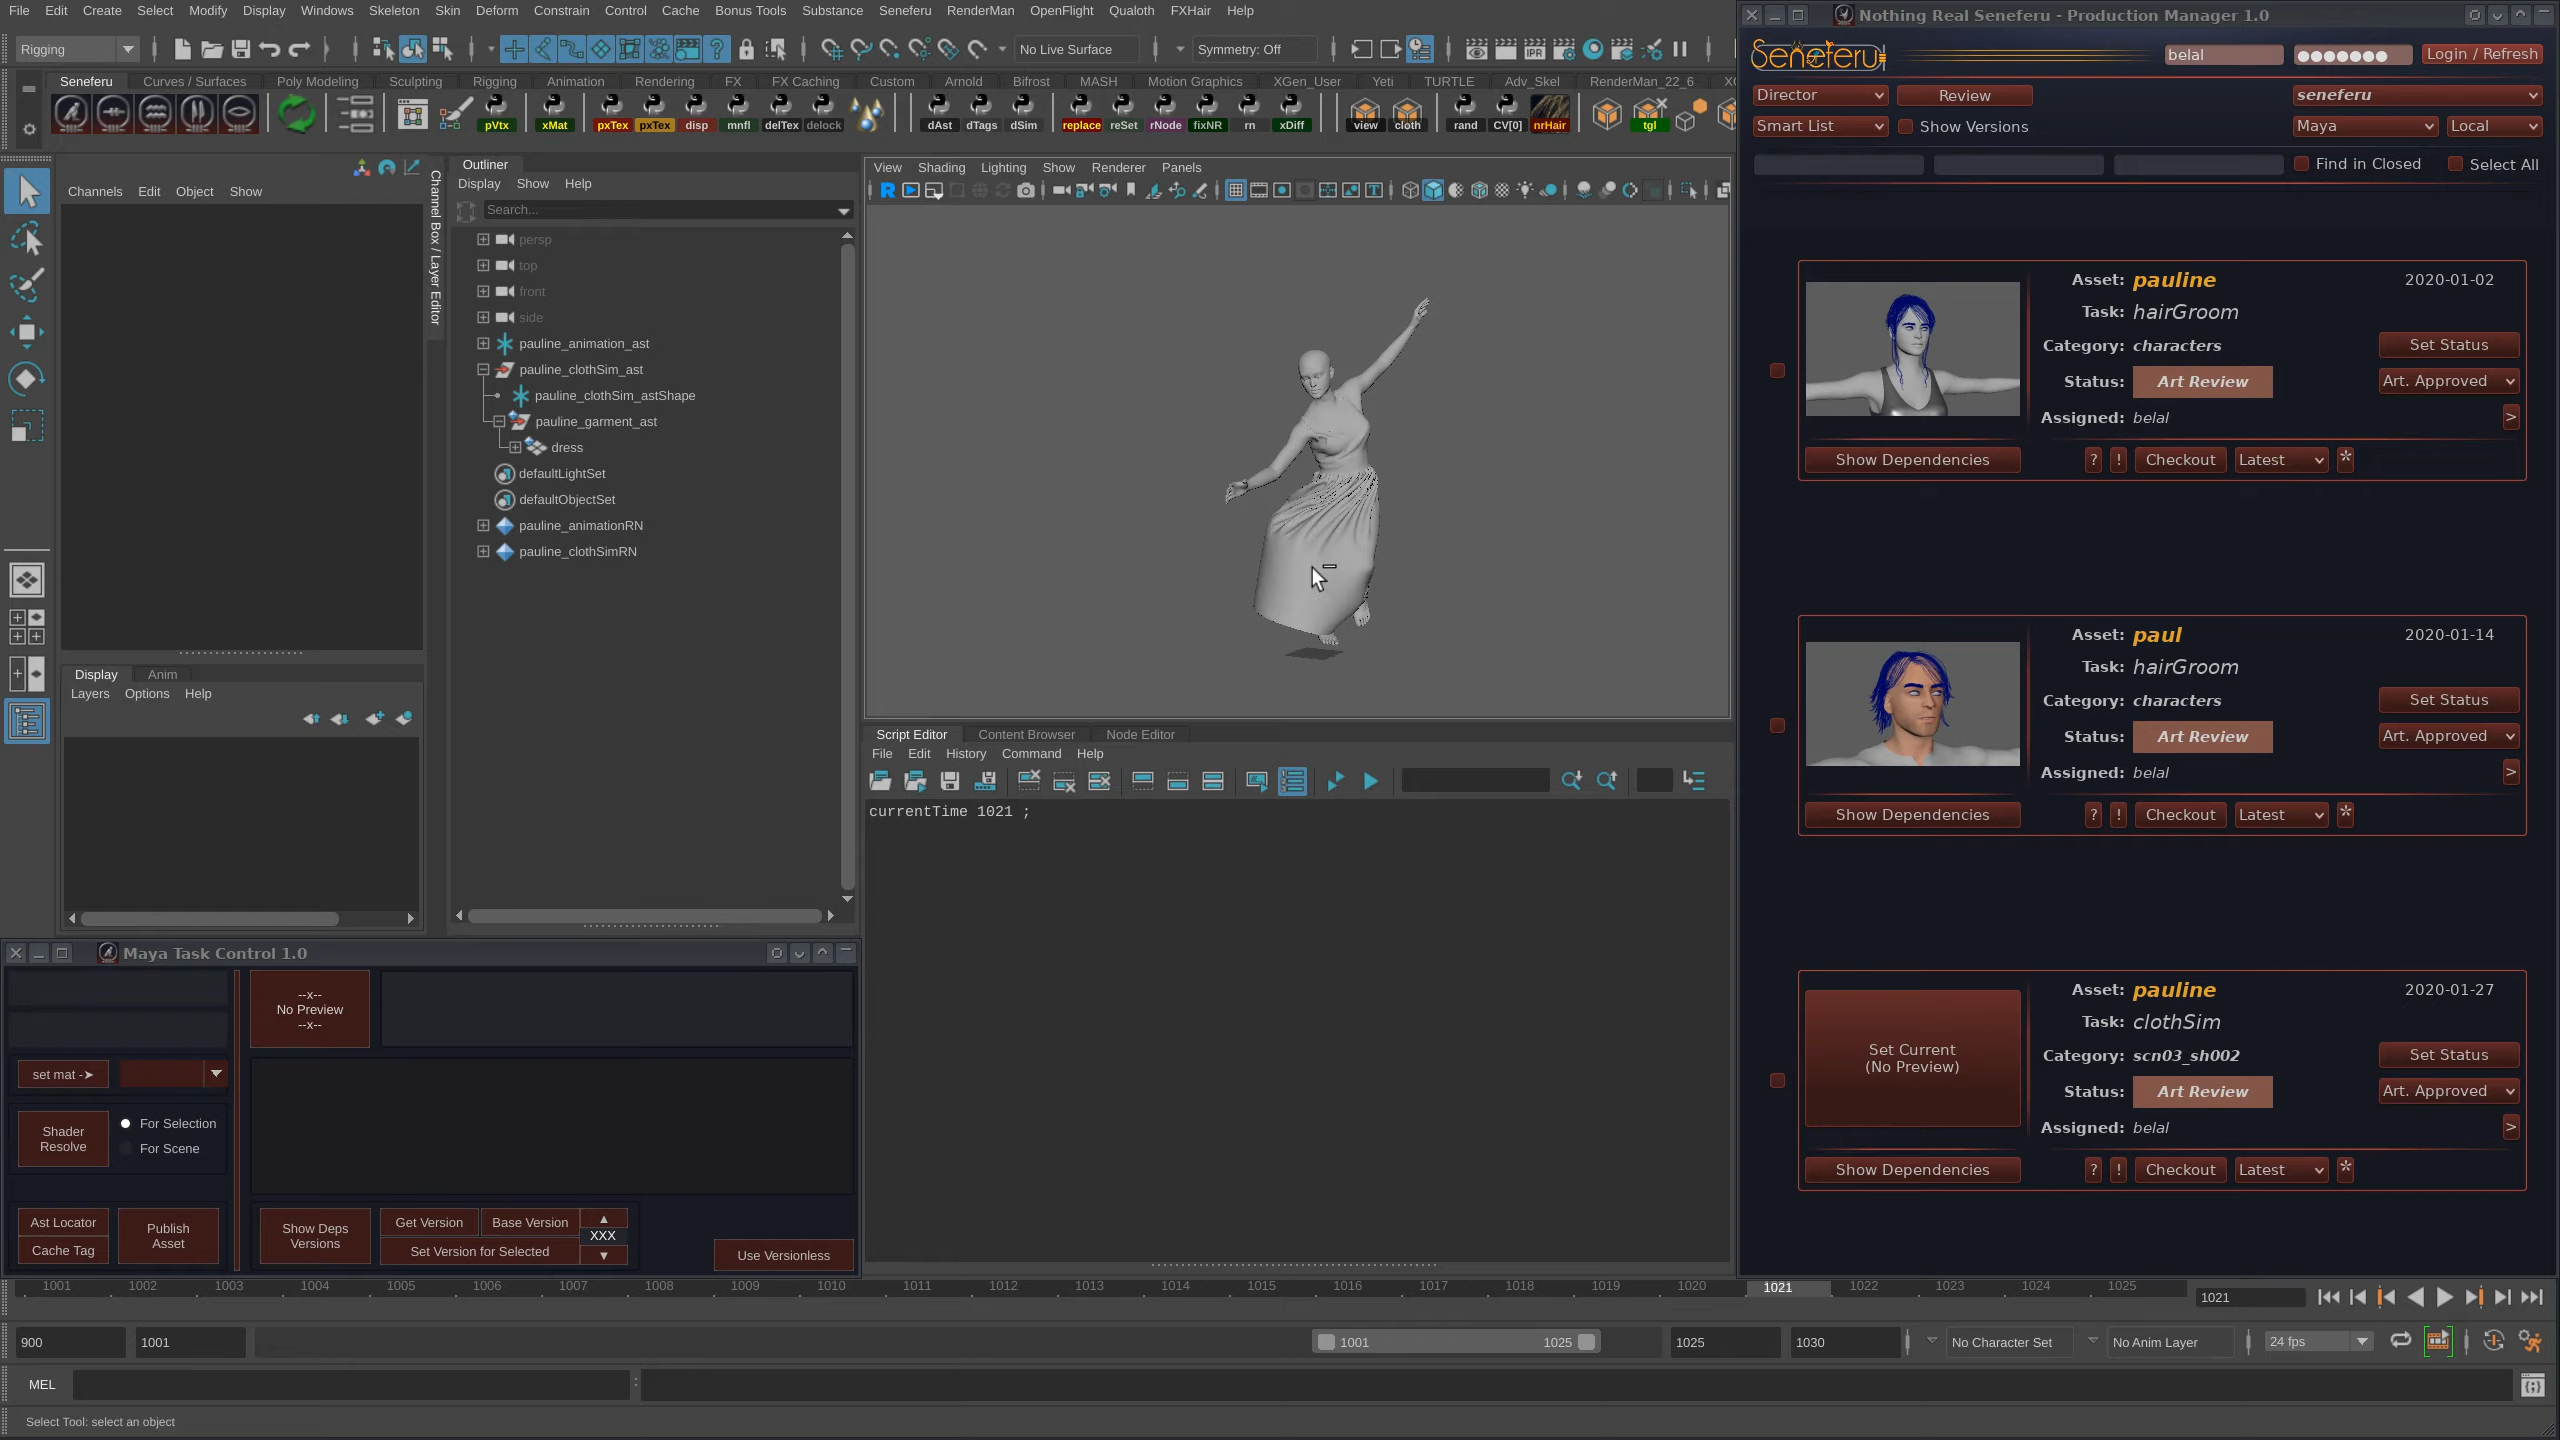 File Edit Create Select Modify Display Windows Skeleton Skin Deform Constrain Control Cache Bonus Tools Substance Seneferu RenderMan OpenFlight Qualoth FXHair Help
Rigging No Live Surface Symmetry: Off
Seneferu Curves / Surfaces Poly Modeling Sculpting Rigging Animation Rendering FX FX Caching Custom Arnold Bifrost MASH Motion Graphics XGen_User Yeti TURTLE Adv_Skel RenderMan_22_6
IPR
pVtx xMat pxTex pxTex disp mnfl delTex delock dAst dTags dSim replace reSet rNode fixNR rn xDiff view cloth rand CV[0] nrHair tgl
Channels Edit Object Show
Channel Box / Layer Editor
Display Anim
Layers Options Help
Outliner
Display Show Help
Search...
persp
top
front
side
pauline_animation_ast
pauline_clothSim_ast
pauline_clothSim_astShape
pauline_garment_ast
dress
defaultLightSet
defaultObjectSet
pauline_animationRN
pauline_clothSimRN
View Shading Lighting Show Renderer Panels
Script Editor Content Browser Node Editor
File Edit History Command Help
currentTime 1021 ;
Maya Task Control 1.0
--x--
No Preview
--x--
set mat ->
Shader
Resolve
For Selection
For Scene
Ast Locator
Cache Tag
Publish
Asset
Show Deps
Versions
Get Version Base Version
XXX
Set Version for Selected
Use Versionless
Nothing Real Seneferu - Production Manager 1.0
Seneferu belal Login / Refresh
Director Review seneferu
Smart List Show Versions Maya Local
Find in Closed Select All
Asset: pauline 2020-01-02
Task: hairGroom
Category: characters Set Status
Status: Art Review Art. Approved
Assigned: belal >
Show Dependencies ? ! Checkout Latest *
Asset: paul 2020-01-14
Task: hairGroom
Category: characters Set Status
Status: Art Review Art. Approved
Assigned: belal >
Show Dependencies ? ! Checkout Latest *
Set Current
(No Preview)
Asset: pauline 2020-01-27
Task: clothSim
Category: scn03_sh002 Set Status
Status: Art Review Art. Approved
Assigned: belal >
Show Dependencies ? ! Checkout Latest *
1001 1002 1003 1004 1005 1006 1007 1008 1009 1010 1011 1012 1013 1014 1015 1016 1017 1018 1019 1020 1021 1022 1023 1024 1025 1021
900 1001 1001 1025 1025 1030 No Character Set No Anim Layer 24 fps
MEL
Select Tool: select an object